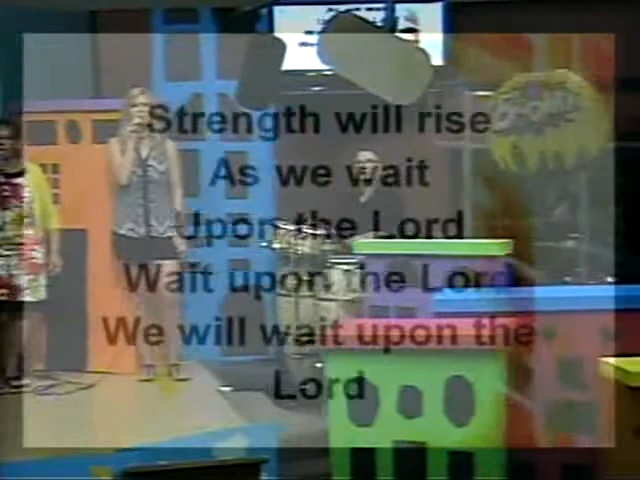 Strength will rise
As we wait
Upon the Lord
Wait upon the Lord
We will wait upon the
Lord